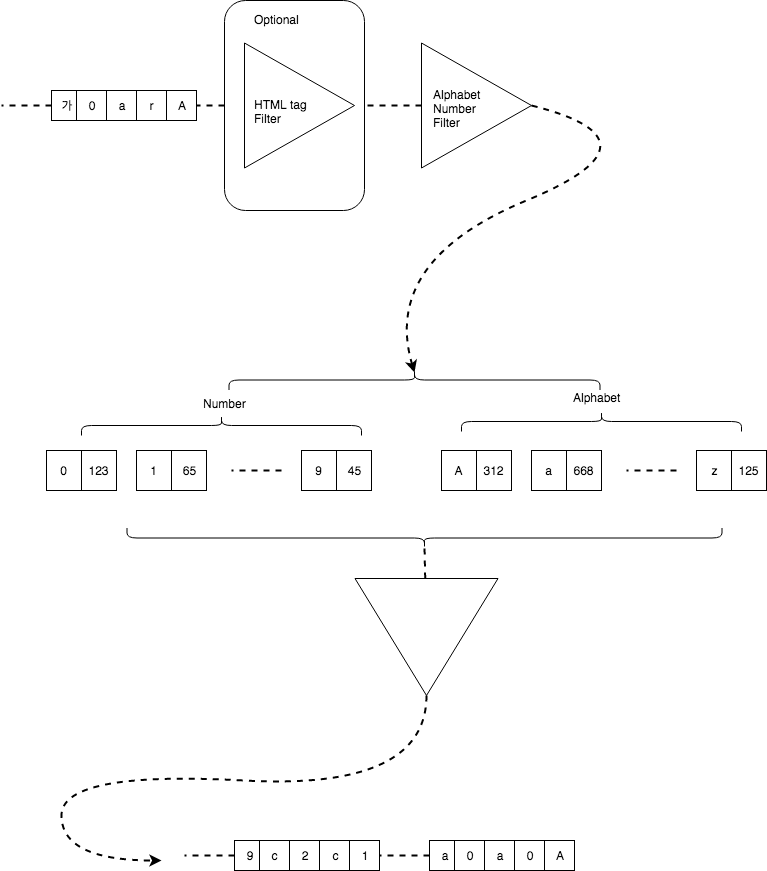 Optional
HTML tag
Filter
Alphabet
Number
Filter
가 0 a r A
Number
Alphabet
0 123 1 65 9 45 A 312 a 668 z 125
9 c 2 c 1 a 0 a 0 A